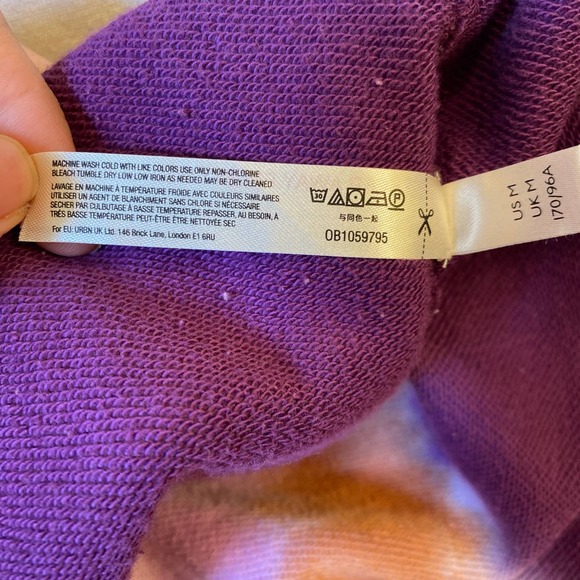 MACHINE WASH COLD WITH LIKE COLORS USE ONLY NON-CHLORINE
BLEACH TUMBLE DRY LOW LOW IRON AS NEEDED MAY BE DRY CLEANED
LAVAGE EN MACHINE À TEMPÉRATURE FROIDE AVEC COULEURS SIMILAIRES
UTILISER UN AGENT DE BLANCHIMENT SANS CHLORE SI NÉCESSAIRE
SÉCHER PAR CULBUTAGE À BASSE TEMPÉRATURE REPASSER, AU BESOIN, À
TRÈS BASSE TEMPÉRATURE PEUT-ÊTRE NETTOYÉE SEC
For EU: URBN UK Ltd. 146 Brick Lane, London E1 6RU
30
P
与同色一起
OB1059795
US M
UK M
170/96A